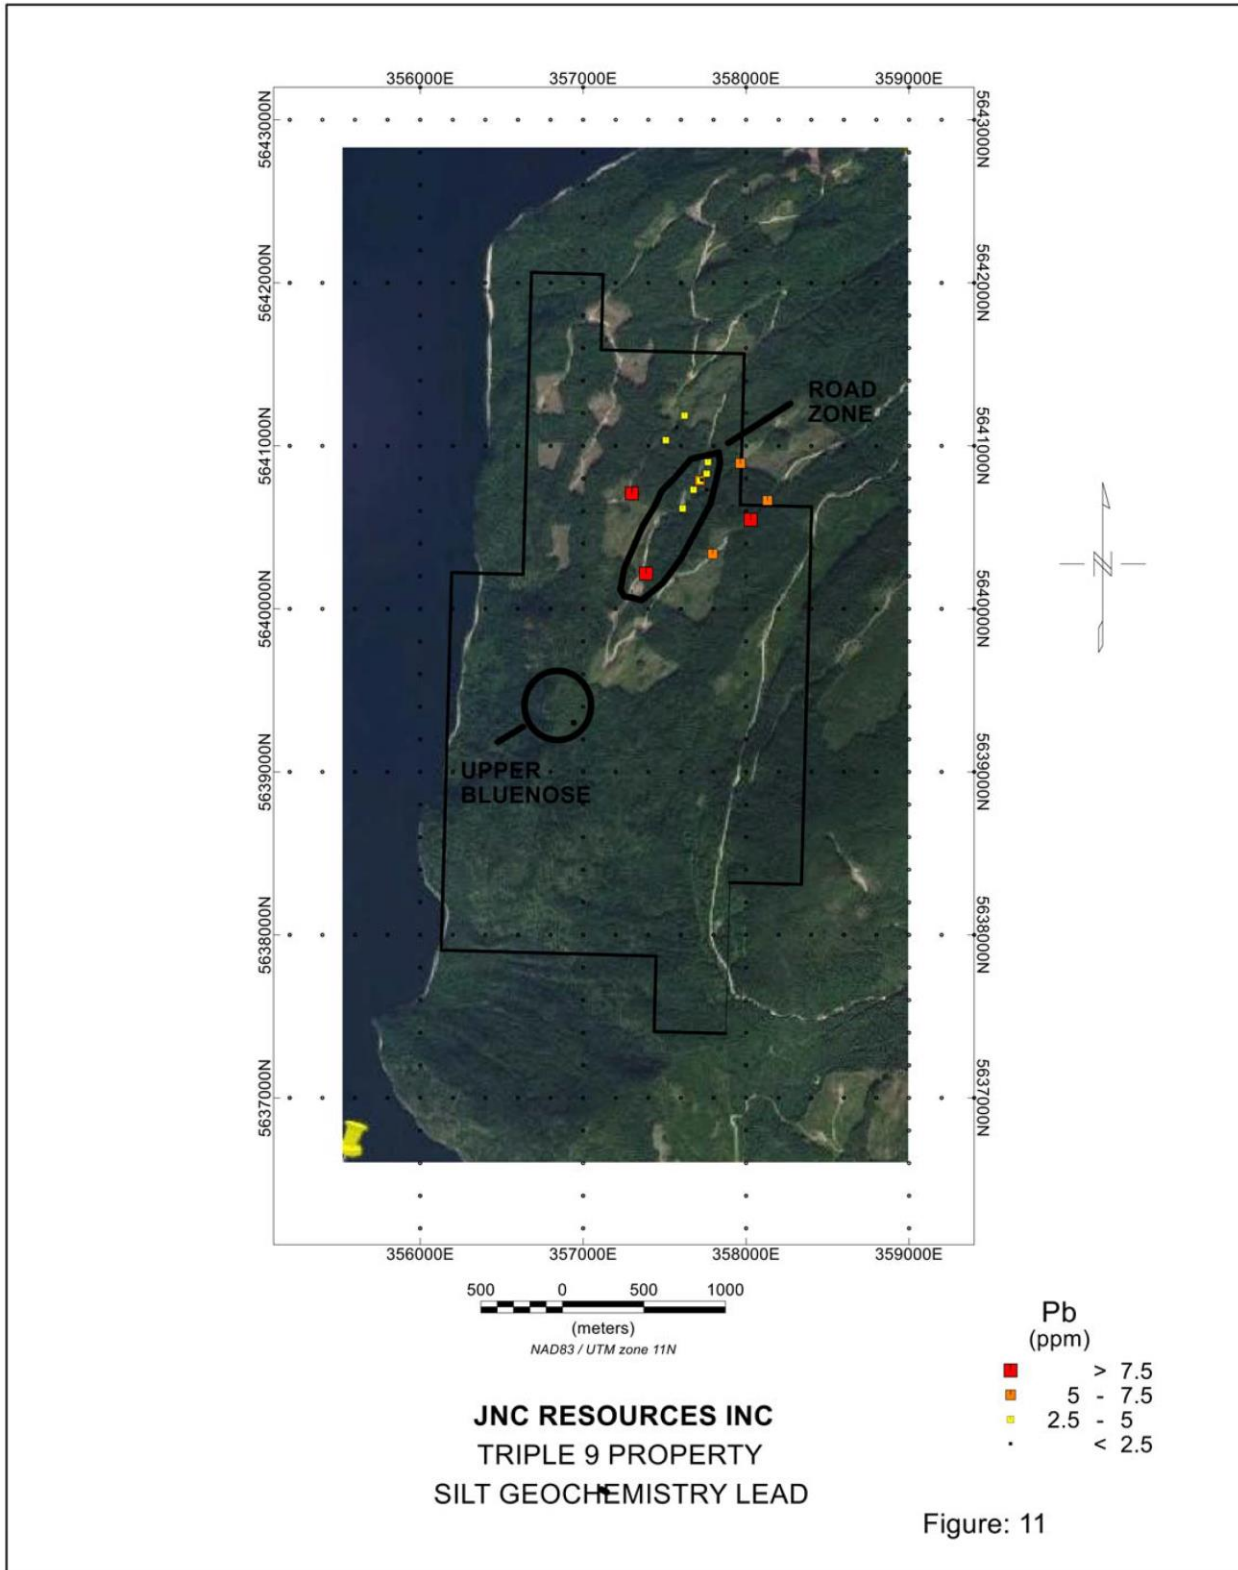 356000E 357000E 358000E 359000E
5643000N 5643000N
5642000N 5642000N
ROAD
ZONE
5641000N 5641000N
5640000N 5640000N
N
UPPER
BLUENOSE
5639000N 5639000N
5638000N 5638000N
5637000N 5637000N
356000E 357000E 358000E 359000E
500 0 500 1000
(meters)
NAD83 / UTM zone 11N
Pb
(ppm)
> 7.5
5 - 7.5
2.5 - 5
< 2.5
JNC RESOURCES INC
TRIPLE 9 PROPERTY
SILT GEOCHEMISTRY LEAD
Figure: 11